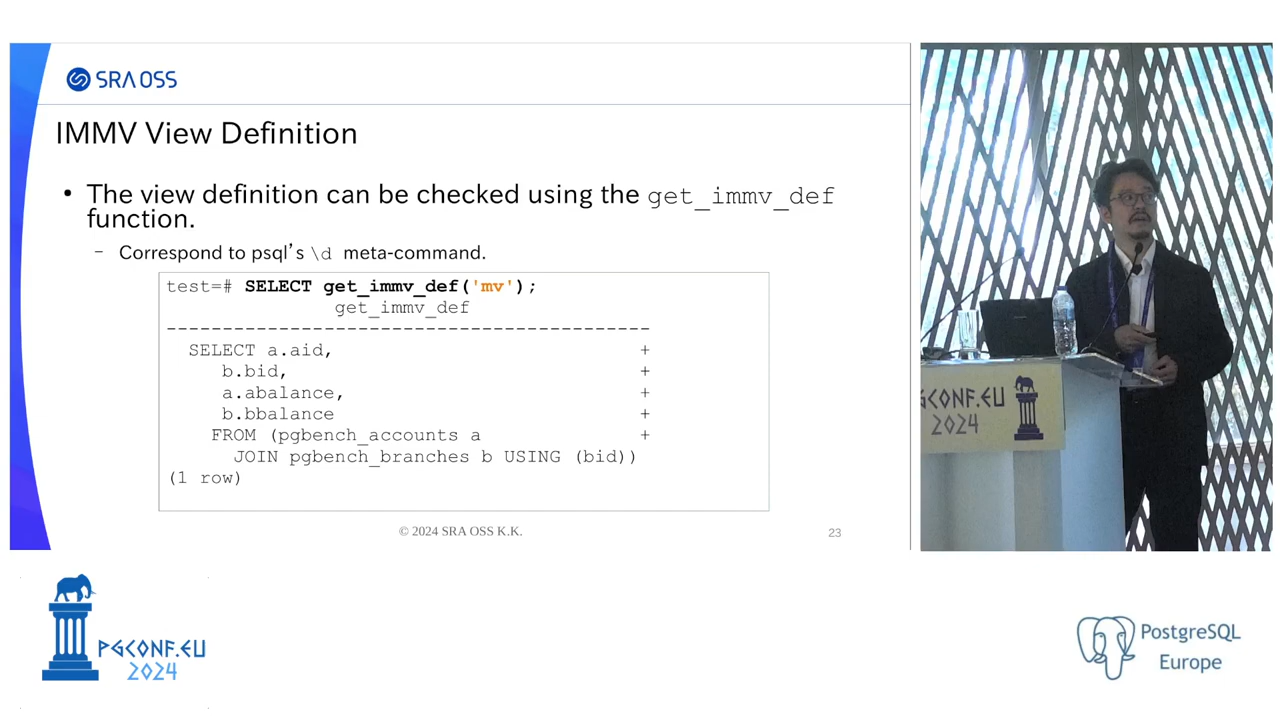 SRA OSS
IMMV View Definition
• The view definition can be checked using the get_immv_def
function.
– Correspond to psql’s \d meta-command.
test=# SELECT get_immv_def('mv');
get_immv_def
-------------------------------------------
SELECT a.aid, +
b.bid, +
a.abalance, +
b.bbalance +
FROM (pgbench_accounts a +
JOIN pgbench_branches b USING (bid))
(1 row)
© 2024 SRA OSS K.K.
23
PGCONF.EU
2024
PGCONF.EU
2024
PostgreSQL
Europe